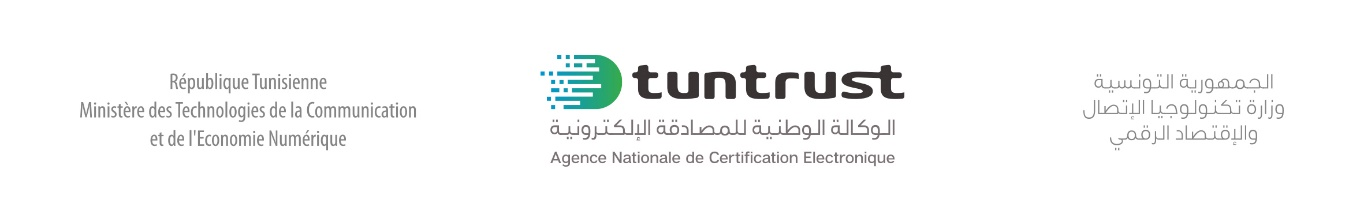 République Tunisienne
Ministère des Technologies de la Communication
et de l'Economie Numérique
tuntrust
الوكالة الوطنية للمصادقة الإلكترونية
Agence Nationale de Certification Electronique
الجمهورية التونسية
وزارة تكنولوجيا الإتصال
والإقتصاد الرقمي